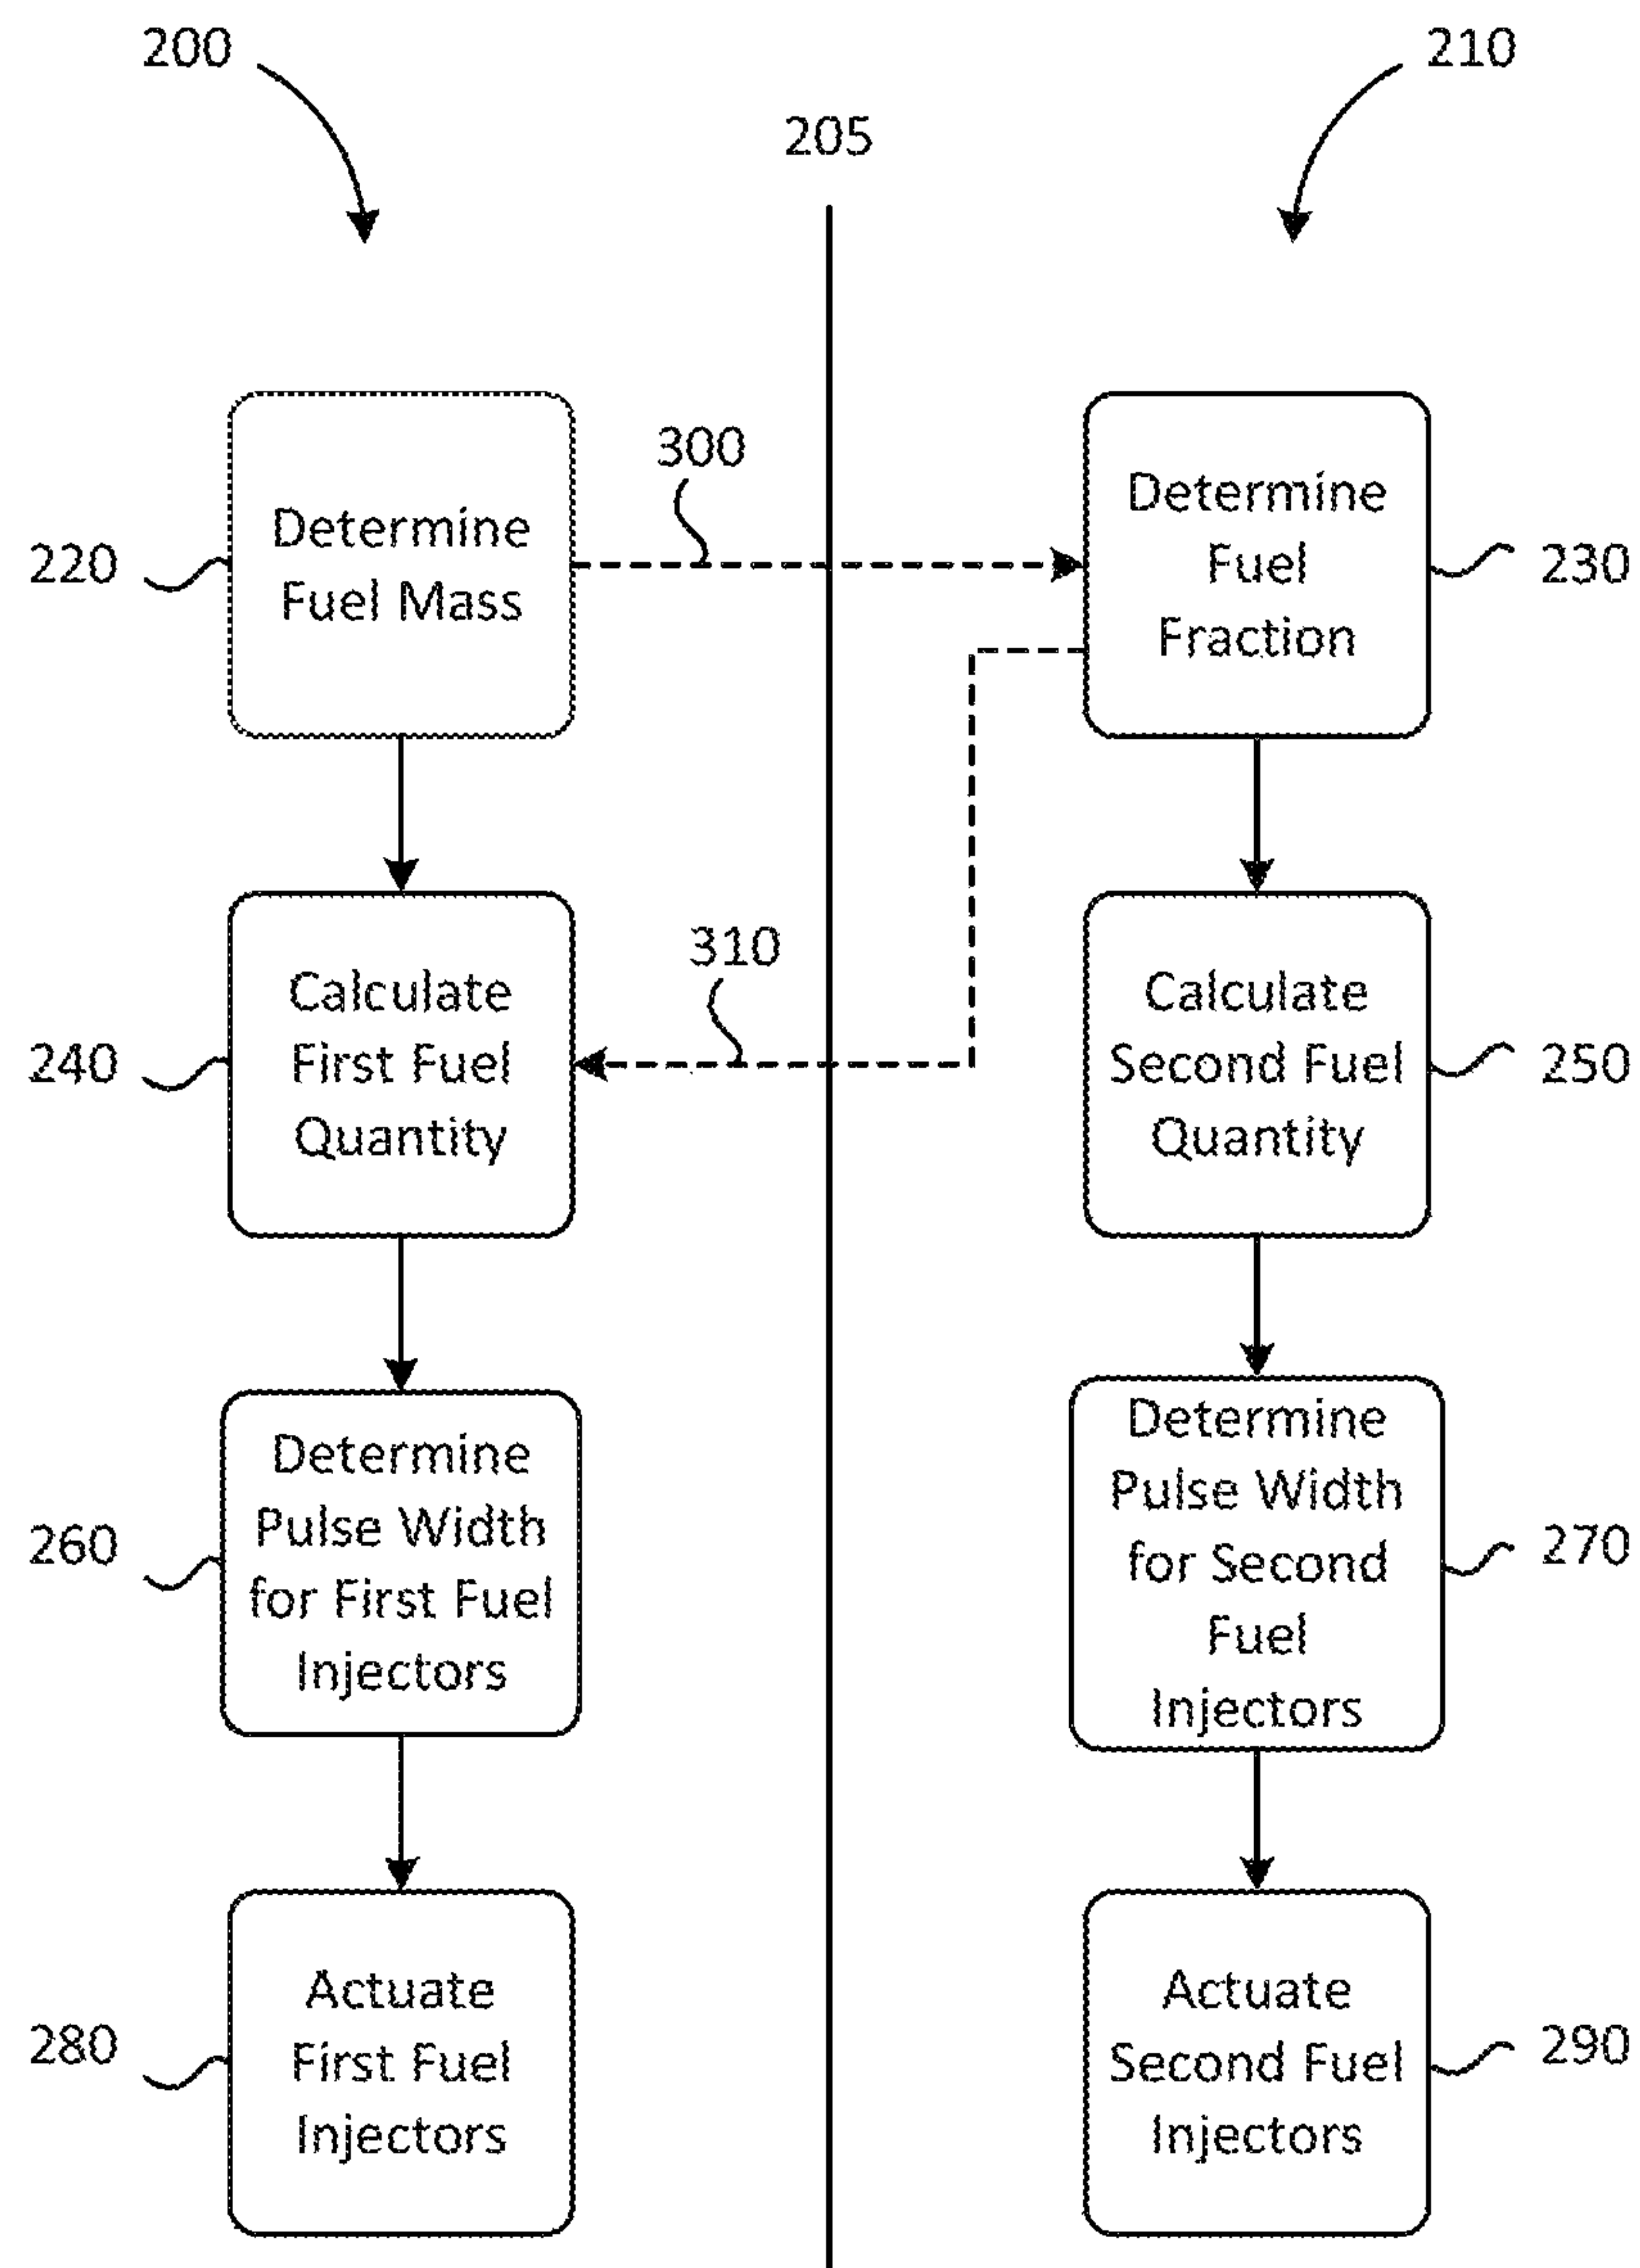 200
210
205
Determine
Fuel Mass
220
300
Determine
Fuel
Fraction
230
Calculate
First Fuel
Quantity
240
310
Calculate
Second Fuel
Quantity
250
Determine
Pulse Width
for First Fuel
Injectors
260
Determine
Pulse Width
for Second
Fuel
Injectors
270
Actuate
First Fuel
Injectors
280
Actuate
Second Fuel
Injectors
290